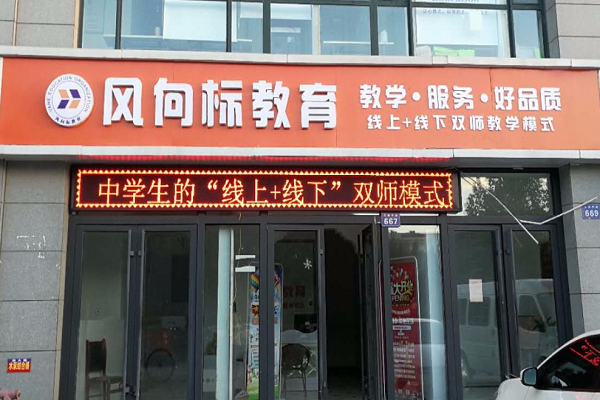 风向标教育
教学·服务·好品质
线上+线下双师教学模式
中学生的“线上+线下”双师模式
667
669